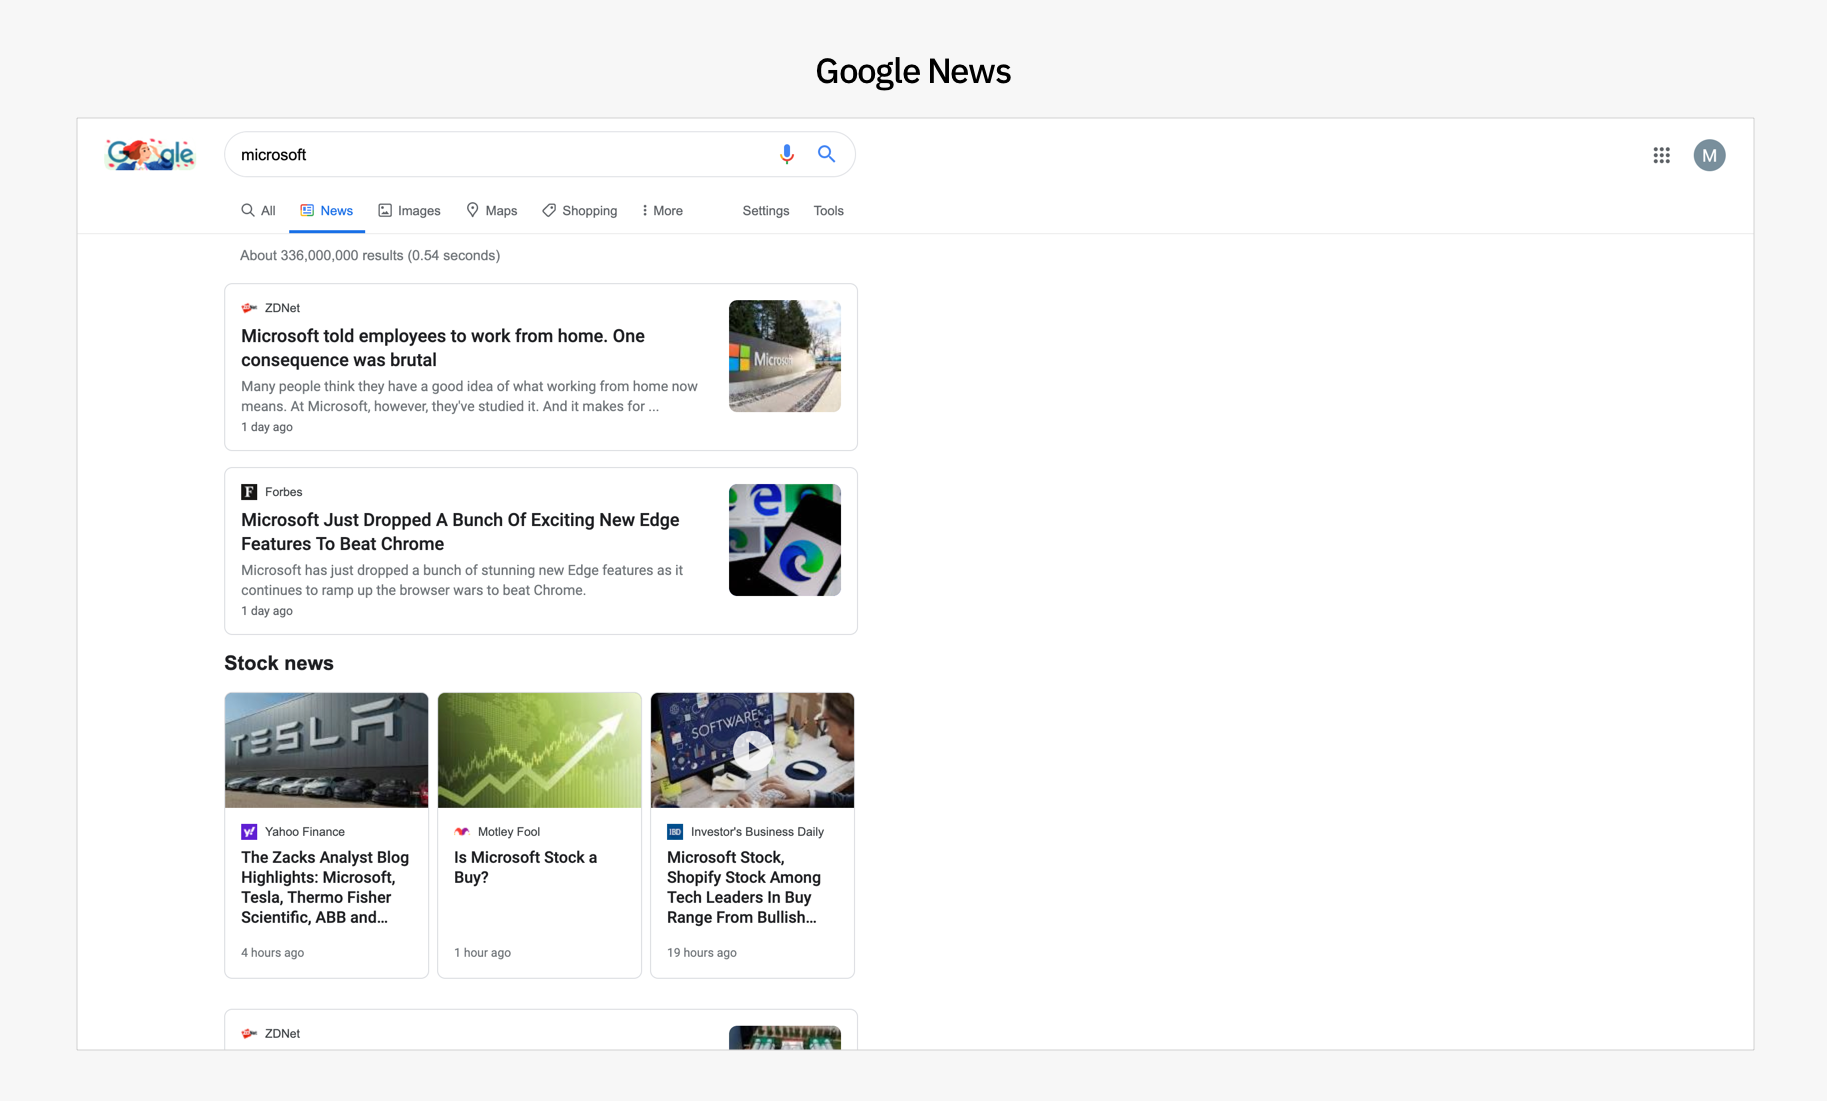 Google News
Google
microsoft
M
All
News
Images
Maps
Shopping
More
Settings
Tools
About 336,000,000 results (0.54 seconds)
ZDNet
Microsoft told employees to work from home. One
consequence was brutal
Many people think they have a good idea of what working from home now
means. At Microsoft, however, they've studied it. And it makes for ...
1 day ago
Microsoft
Forbes
Microsoft Just Dropped A Bunch Of Exciting New Edge
Features To Beat Chrome
Microsoft has just dropped a bunch of stunning new Edge features as it
continues to ramp up the browser wars to beat Chrome.
1 day ago
Stock news
TESLA
SOFTWARE
Yahoo Finance
The Zacks Analyst Blog
Highlights: Microsoft,
Tesla, Thermo Fisher
Scientific, ABB and...
4 hours ago
Motley Fool
Is Microsoft Stock a
Buy?
1 hour ago
IBD
Investor's Business Daily
Microsoft Stock,
Shopify Stock Among
Tech Leaders In Buy
Range From Bullish...
19 hours ago
ZDNet